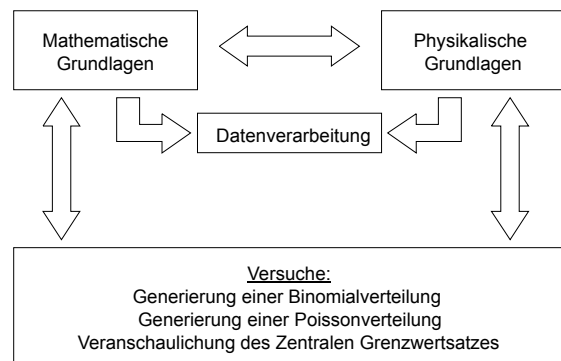 Mathematische
Grundlagen
Physikalische
Grundlagen
Datenverarbeitung
Versuche:
Generierung einer Binomialverteilung
Generierung einer Poissonverteilung
Veranschaulichung des Zentralen Grenzwertsatzes